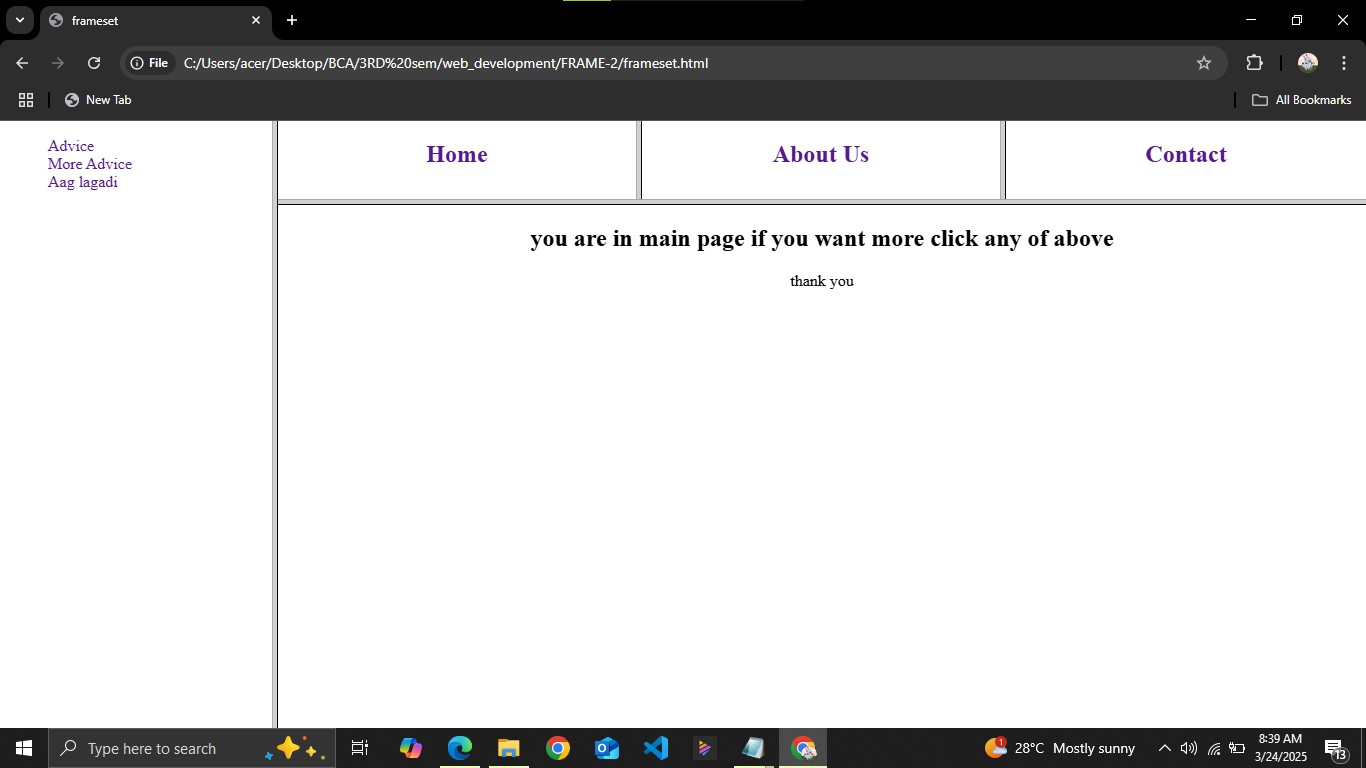 frameset
File C:/Users/acer/Desktop/BCA/3RD%20sem/web_development/FRAME-2/frameset.html
New Tab All Bookmarks
Advice
More Advice
Aag lagadi
Home About Us Contact
you are in main page if you want more click any of above
thank you
Type here to search 1 28°C Mostly sunny 8:39 AM
3/24/2025 13